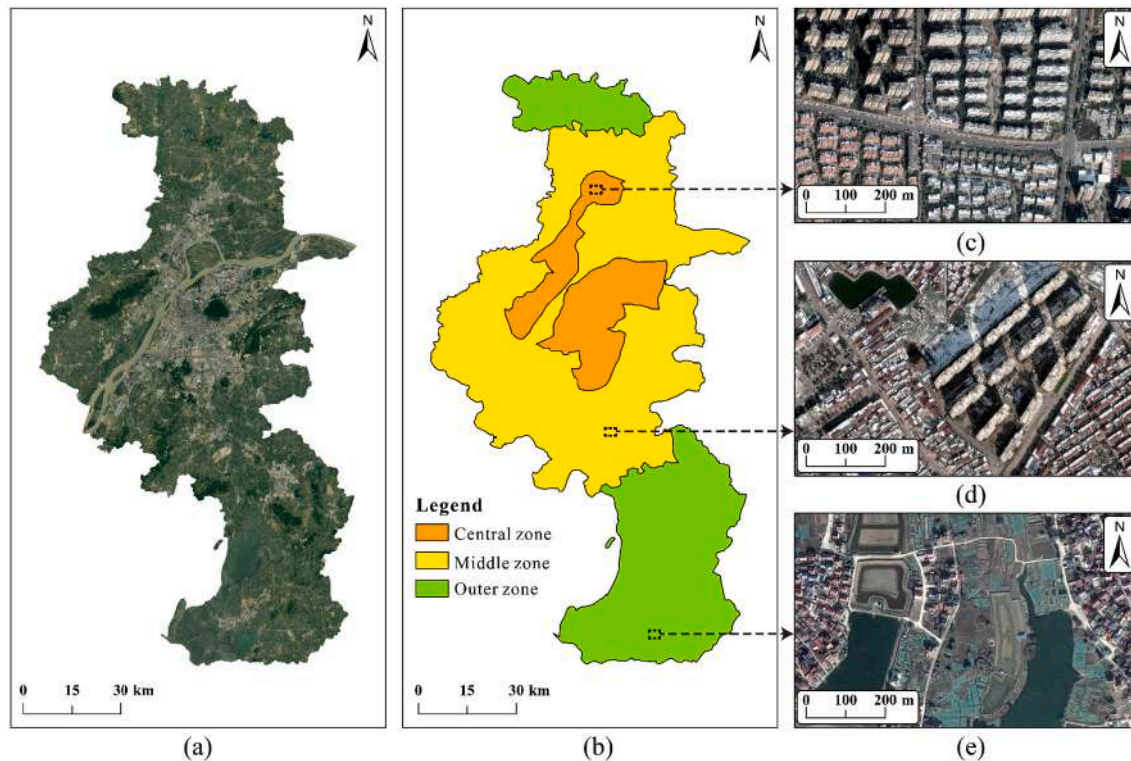 N
0 15 30 km
(a)
N
Legend
Central zone
Middle zone
Outer zone
0 15 30 km
(b)
N
0 100 200 m
(c)
N
0 100 200 m
(d)
N
0 100 200 m
(e)